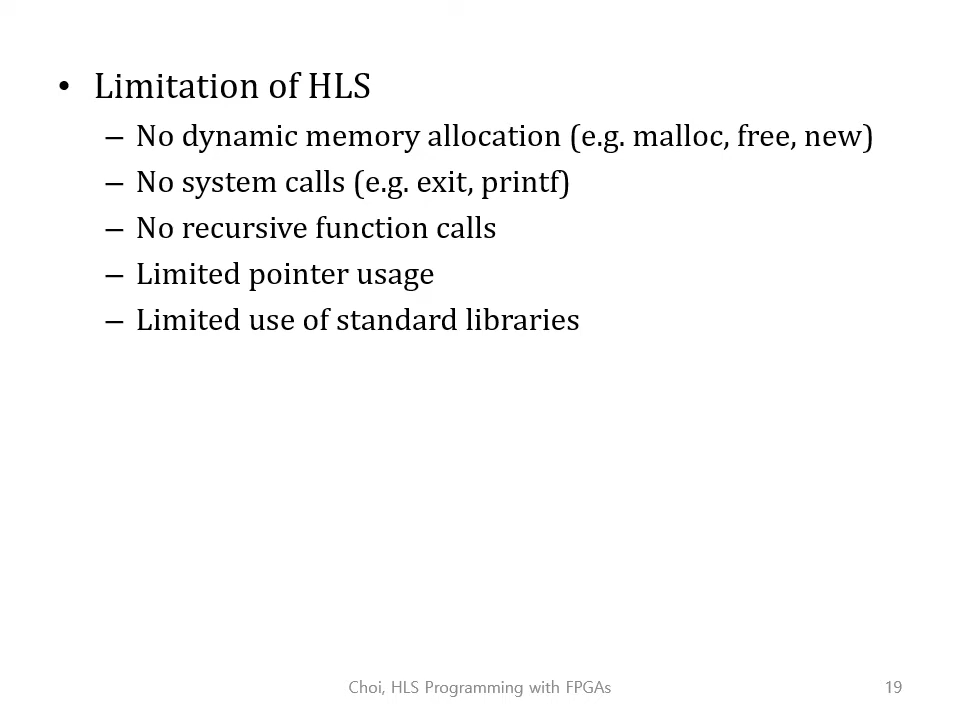 • Limitation of HLS
– No dynamic memory allocation (e.g. malloc, free, new)
– No system calls (e.g. exit, printf)
– No recursive function calls
– Limited pointer usage
– Limited use of standard libraries
Choi, HLS Programming with FPGAs
19